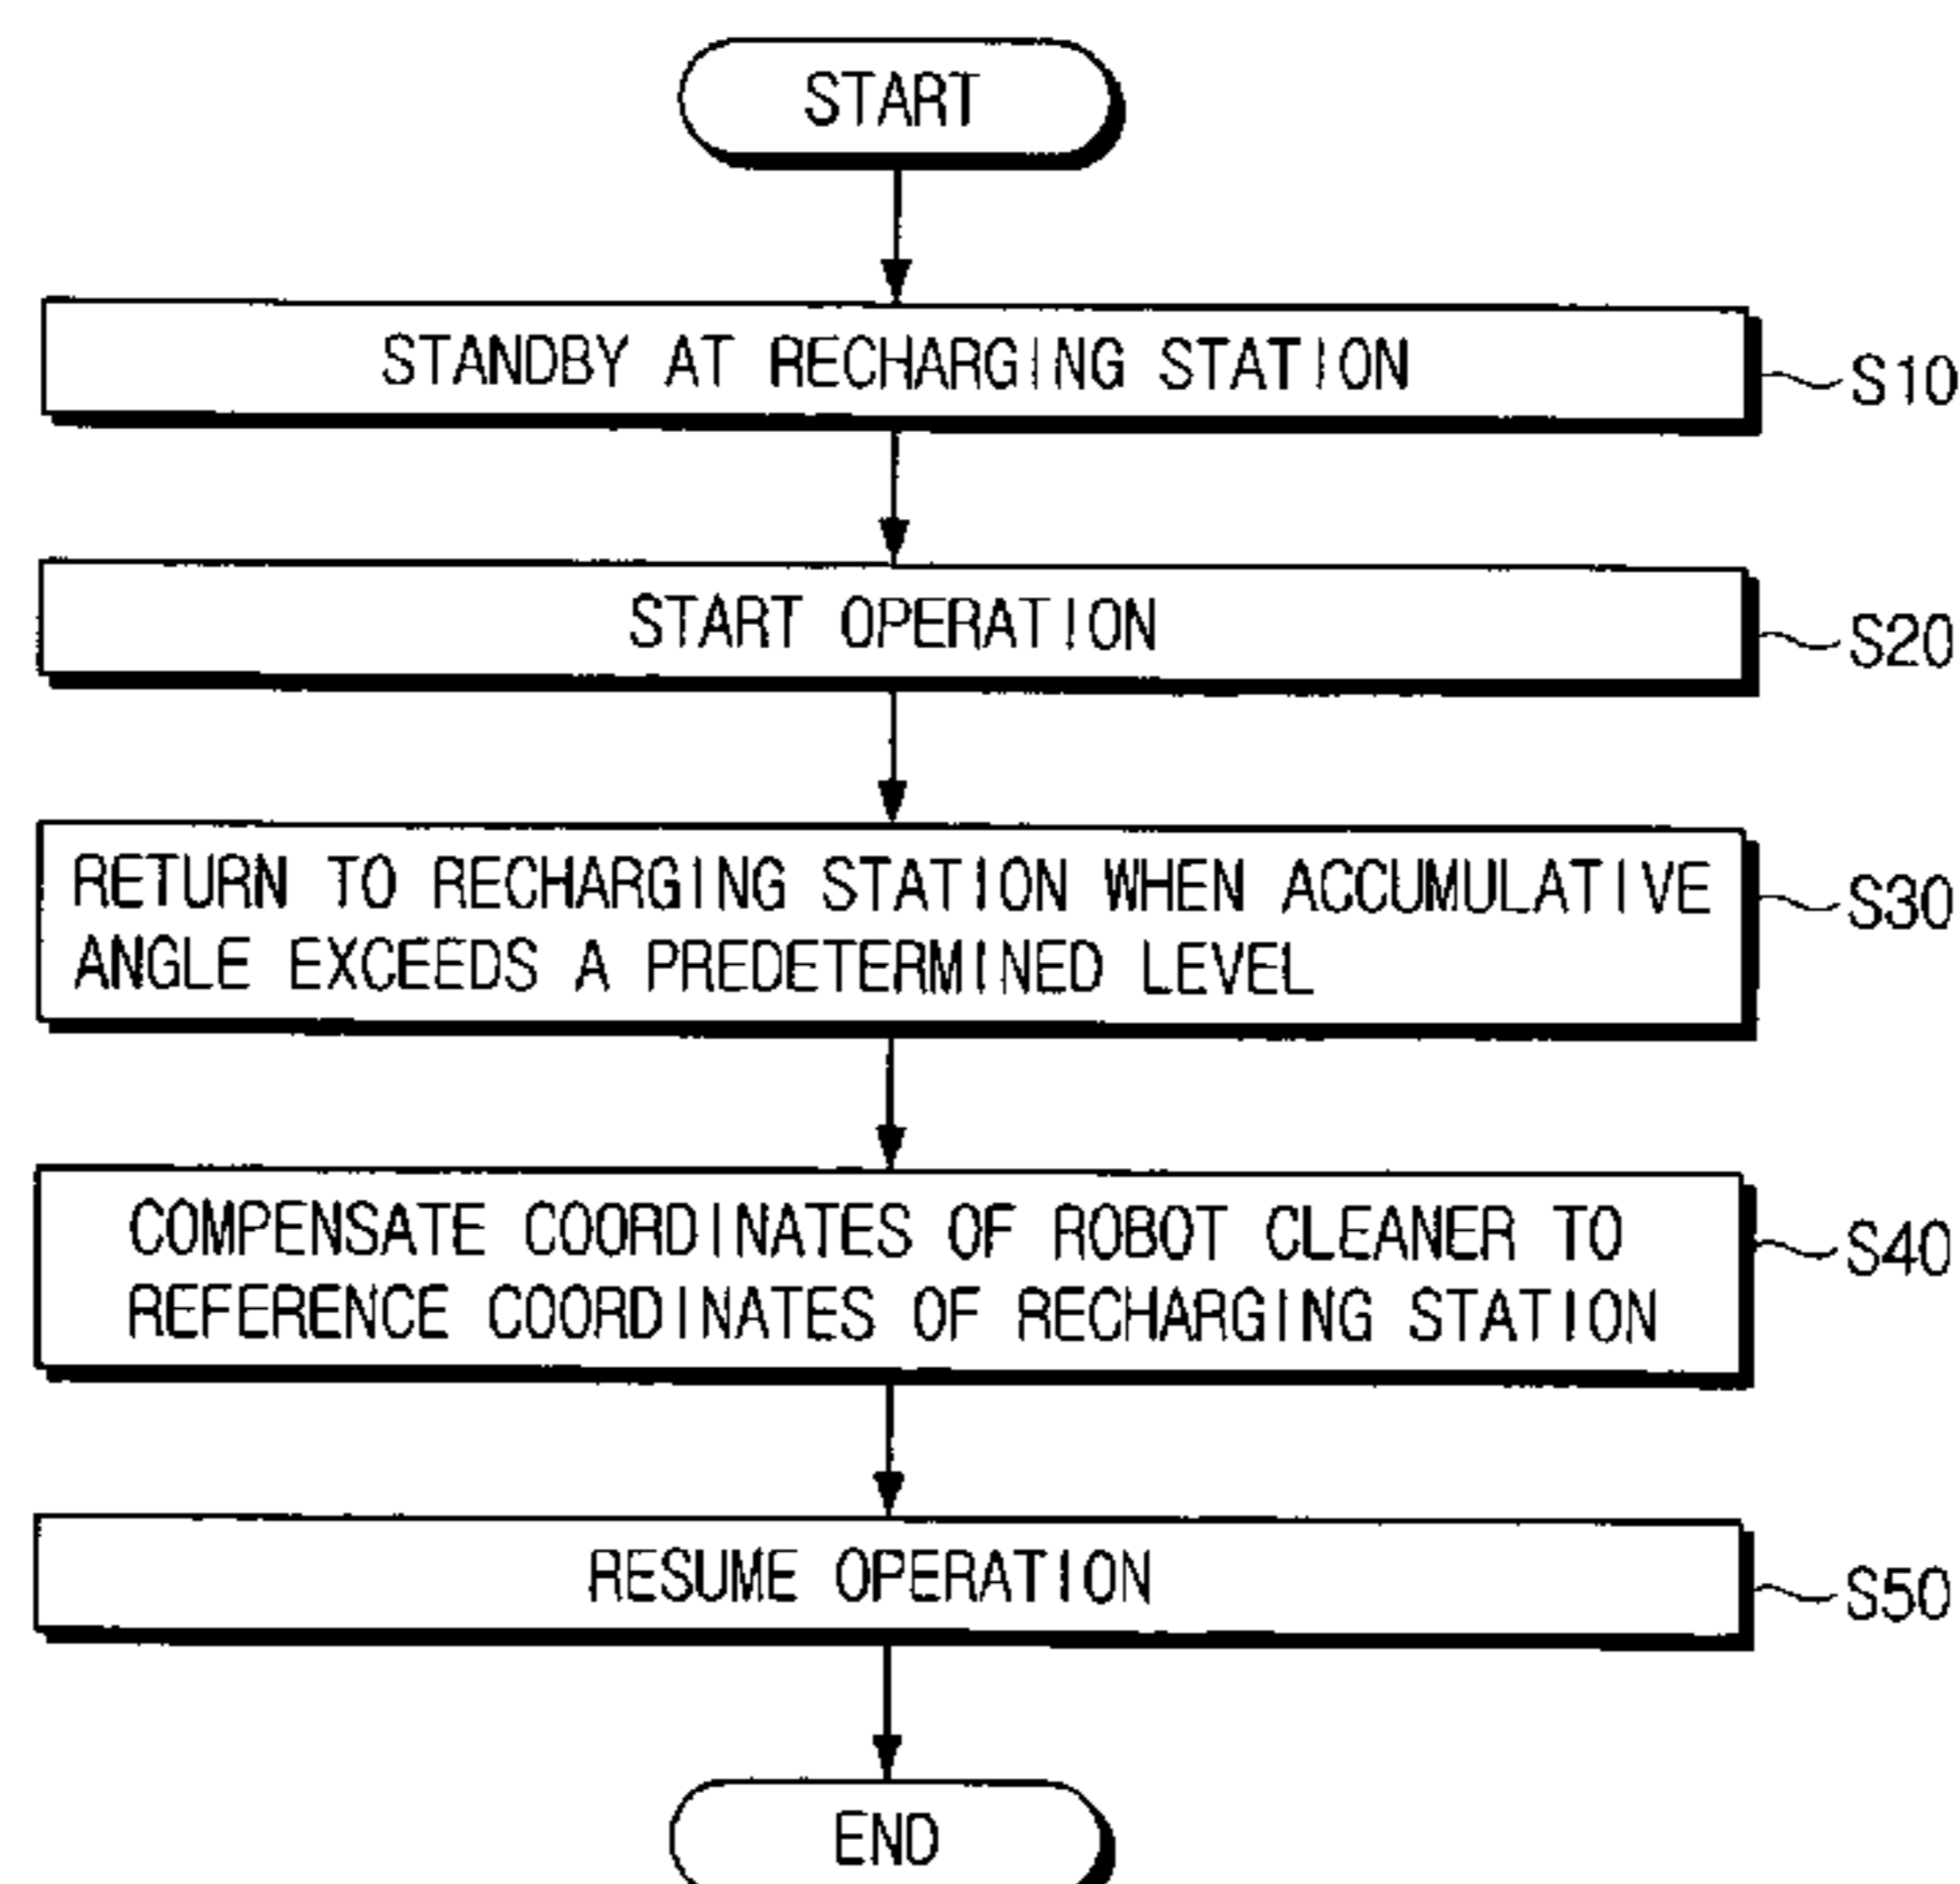 START
STANDBY AT RECHARGING STATION
S10
START OPERATION
S20
RETURN TO RECHARGING STATION WHEN ACCUMULATIVE
ANGLE EXCEEDS A PREDETERMINED LEVEL
S30
COMPENSATE COORDINATES OF ROBOT CLEANER TO
REFERENCE COORDINATES OF RECHARGING STATION
S40
RESUME OPERATION
S50
END